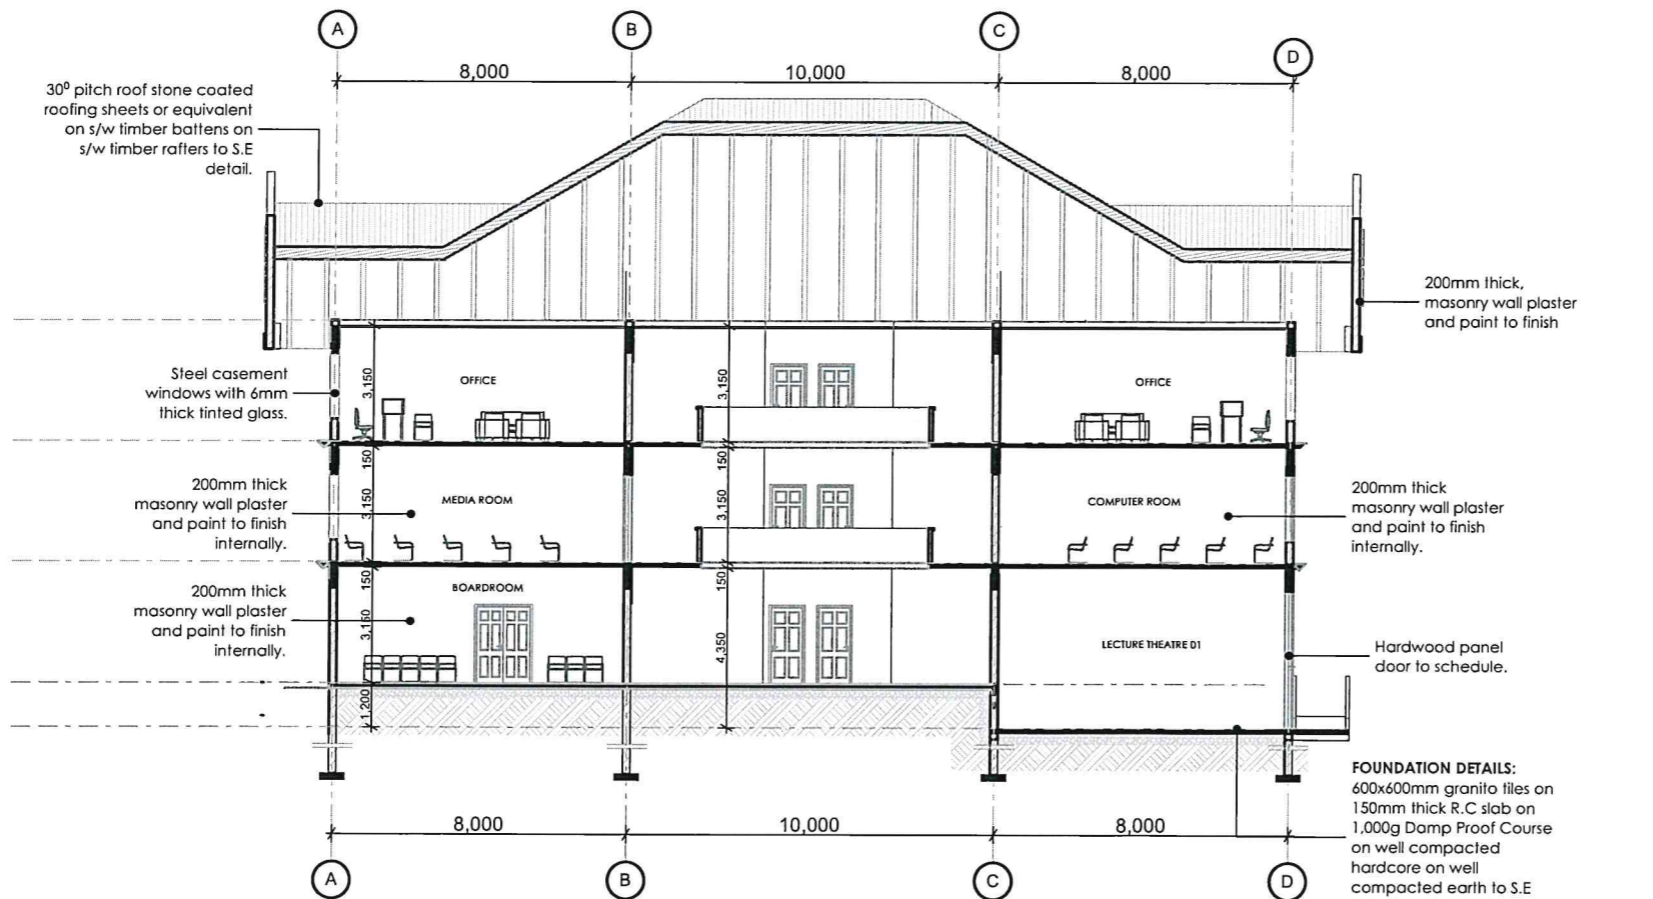 A
B
C
D
8,000
10,000
8,000
30⁰ pitch roof stone coated
roofing sheets or equivalent
on s/w timber battens on
s/w timber rafters to S.E
detail.
200mm thick,
masonry wall plaster
and paint to finish
Steel casement
windows with 6mm
thick tinted glass.
3,150
OFFICE
3,150
OFFICE
150
150
200mm thick
masonry wall plaster
and paint to finish
internally.
MEDIA ROOM
3,150
3,150
COMPUTER ROOM
200mm thick
masonry wall plaster
and paint to finish
internally.
150
150
200mm thick
masonry wall plaster
and paint to finish
internally.
BOARDROOM
3,150
4,350
LECTURE THEATRE 01
Hardwood panel
door to schedule.
1,200
FOUNDATION DETAILS:
600x600mm granito tiles on
150mm thick R.C slab on
1,000g Damp Proof Course
on well compacted
hardcore on well
compacted earth to S.E
8,000
10,000
8,000
A
B
C
D